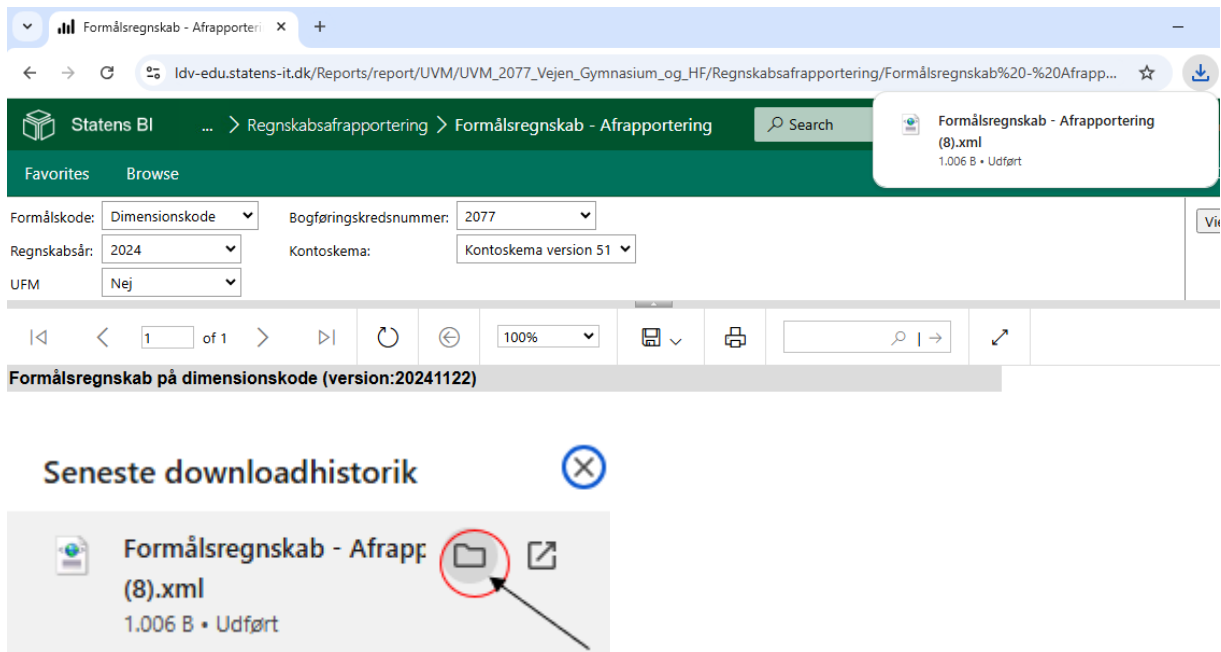 Formålsregnskab - Afrapporteri
ldv-edu.statens-it.dk/Reports/report/UVM/UVM_2077_Vejen_Gymnasium_og_HF/Regnskabsafrapportering/Formålsregnskab%20-%20Afrapp...
Statens BI ... > Regnskabsafrapportering > Formålsregnskab - Afrapportering Search
Formålsregnskab - Afrapportering
(8).xml
1.006 B • Udført
Favorites Browse
Formålskode: Dimensionskode Bogføringskredsnummer: 2077
Regnskabsår: 2024 Kontoskema: Kontoskema version 51
UFM Nej
1 of 1 100%
Formålsregnskab på dimensionskode (version:20241122)
Seneste downloadhistorik
Formålsregnskab - Afrapp
(8).xml
1.006 B • Udført